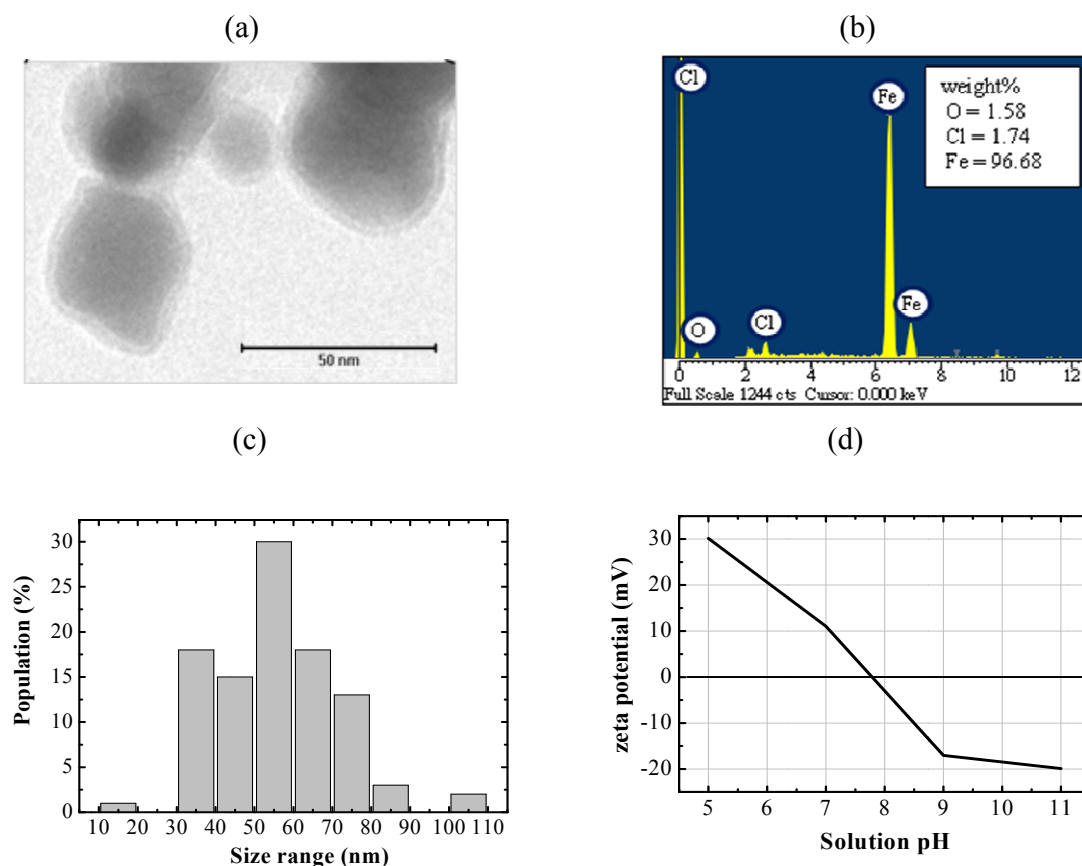 (a)
(b)
50 nm
Cl
Fe
weight%
O = 1.58
Cl = 1.74
Fe = 96.68
Fe
O
Cl
0 2 4 6 8 10 12
Full Scale 1244 cts Cursor: 0.000 keV
(c)
(d)
Population (%)
30
25
20
15
10
5
0
10 20 30 40 50 60 70 80 90 100 110
Size range (nm)
zeta potential (mV)
30
20
10
0
-10
-20
5 6 7 8 9 10 11
Solution pH